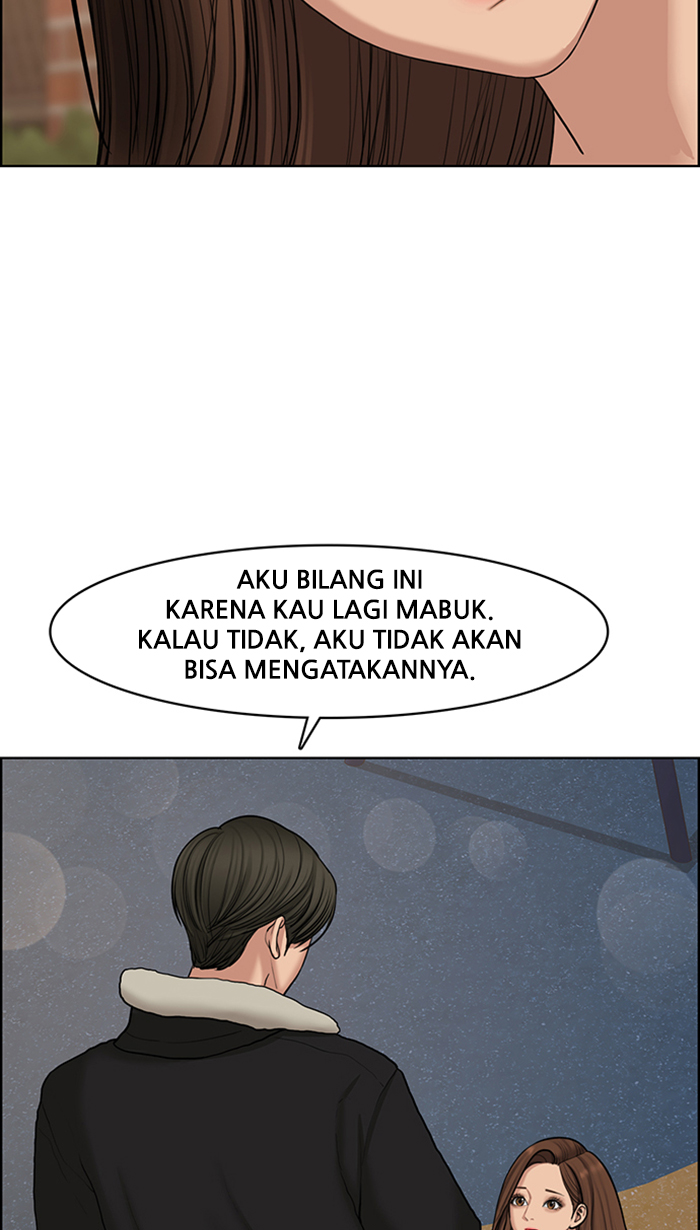 AKU BILANG INI
KARENA KAU LAGI MABUK.
KALAU TIDAK, AKU TIDAK AKAN
BISA MENGATAKANNYA.